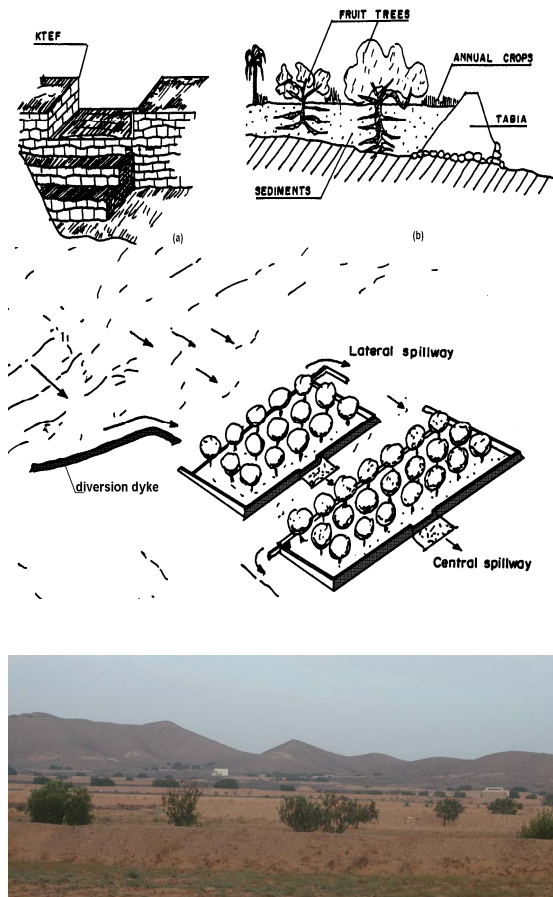 KTEF
FRUIT TREES
ANNUAL CROPS
TABIA
SEDIMENTS
(a)
(b)
Lateral spillway
diversion dyke
Central spillway